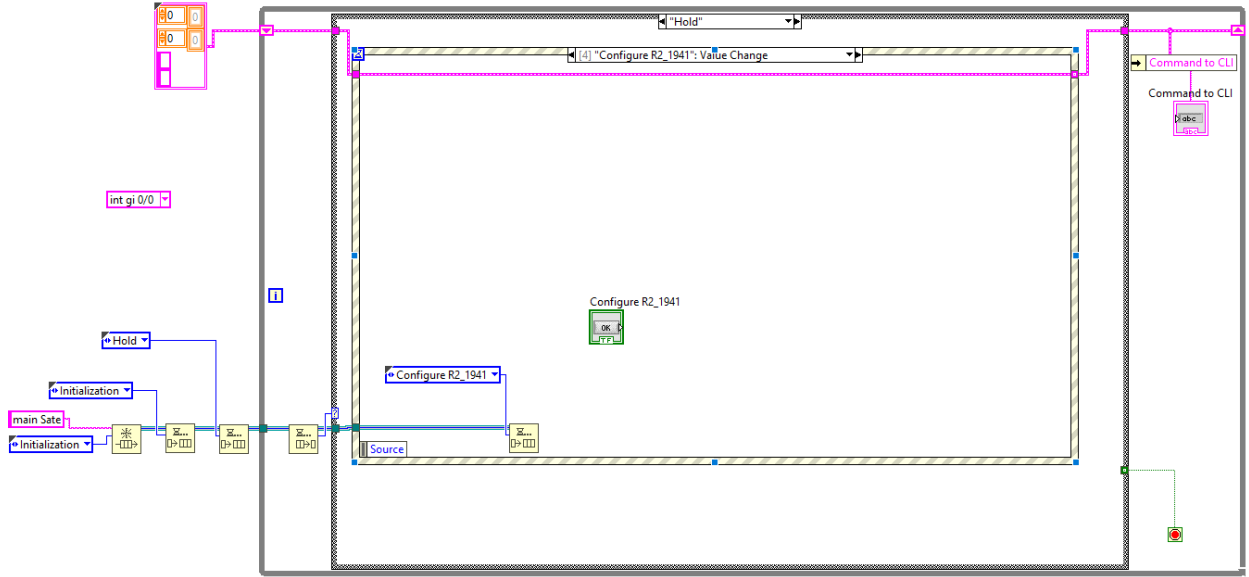 "Hold"
0
0
0
0
[4] "Configure R2_1941": Value Change
Command to CLI
Command to CLI
abc
abc
int gi 0/0
i
Configure R2_1941
OK
TF
Hold
Configure R2_1941
Initialization
?
main Sate
Initialization
Source